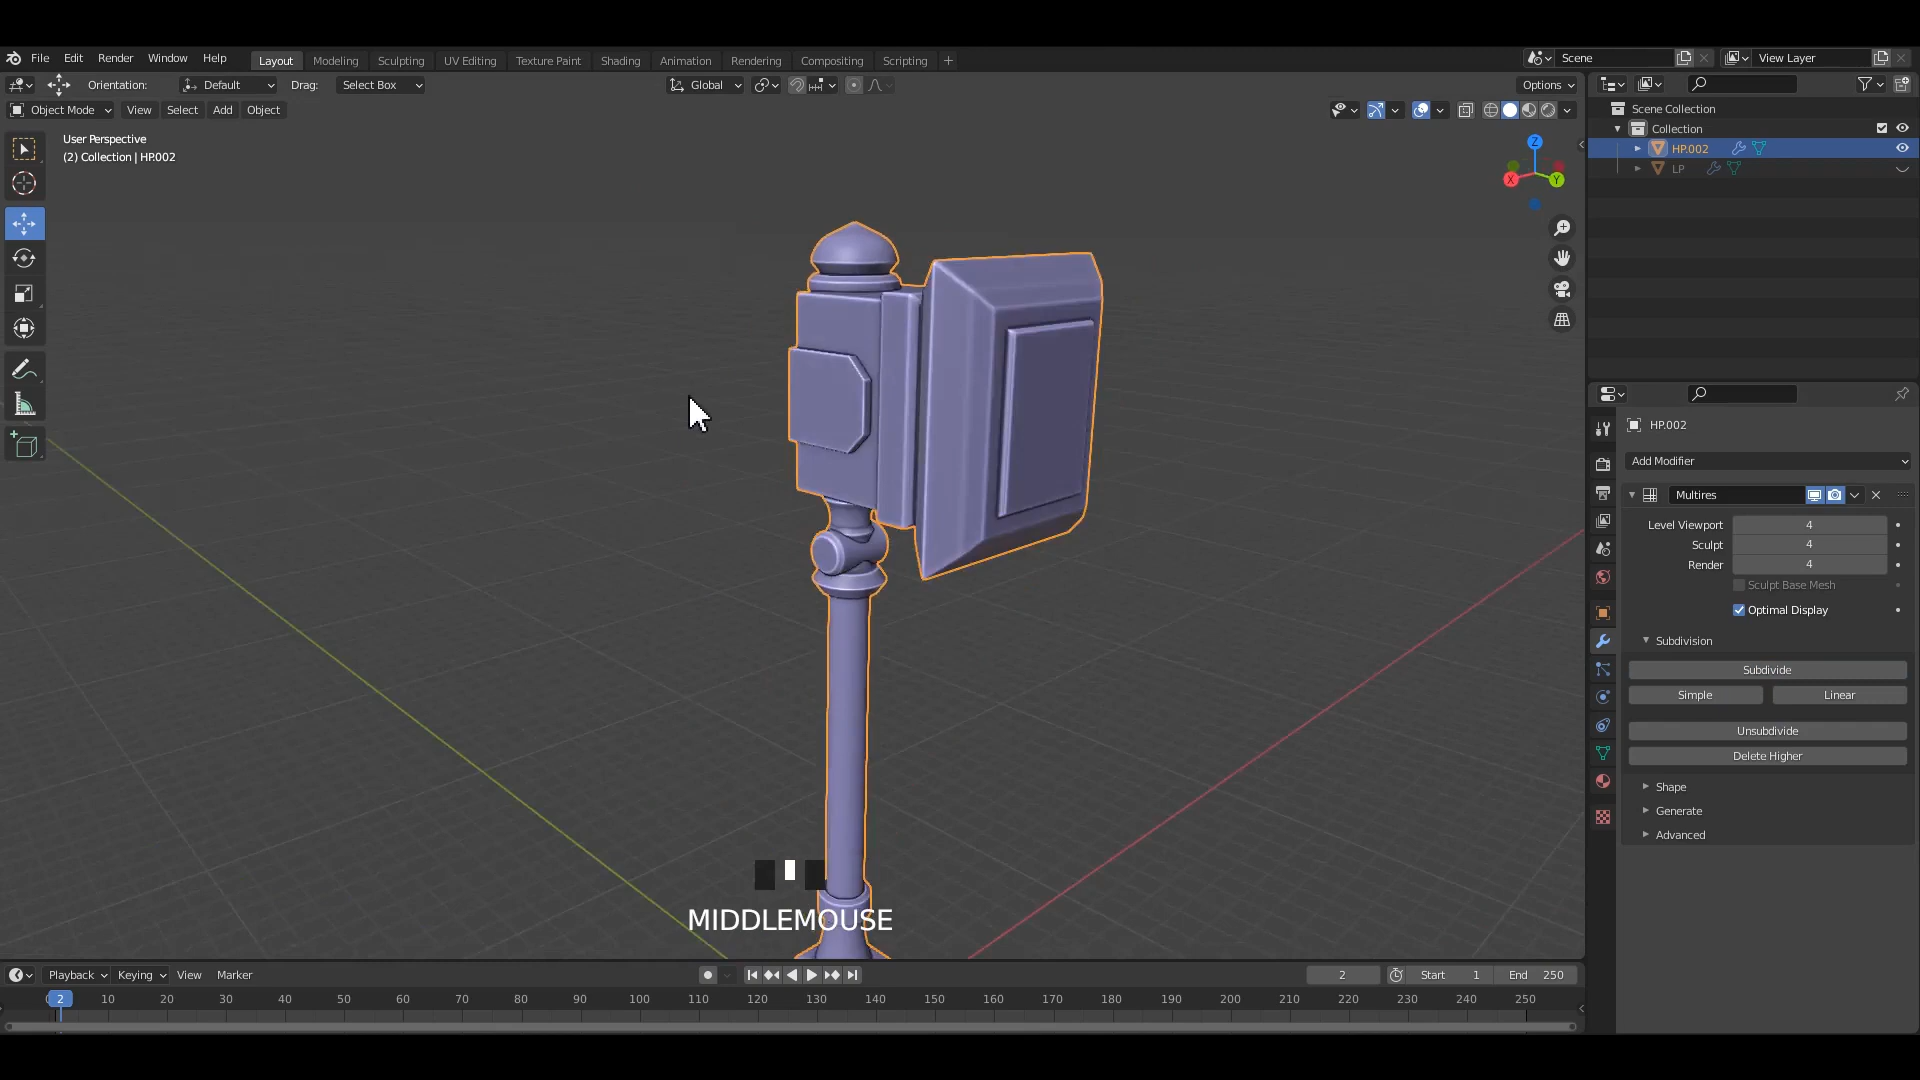 File Edit Render Window Help Layout Modeling Sculpting UV Editing Texture Paint Shading Animation Rendering Compositing Scripting + Scene View Layer
Orientation: Default Drag: Select Box Global Options
Object Mode View Select Add Object
User Perspective
(2) Collection | HP.002
Z
X Y
Scene Collection
Collection
HP.002
LP
HP.002
Add Modifier
Multires
Level Viewport 4
Sculpt 4
Render 4
Sculpt Base Mesh
Optimal Display
Subdivision
Subdivide
Simple Linear
Unsubdivide
Delete Higher
Shape
Generate
Advanced
MIDDLEMOUSE
Playback Keying View Marker 2 Start 1 End 250
2 10 20 30 40 50 60 70 80 90 100 110 120 130 140 150 160 170 180 190 200 210 220 230 240 250